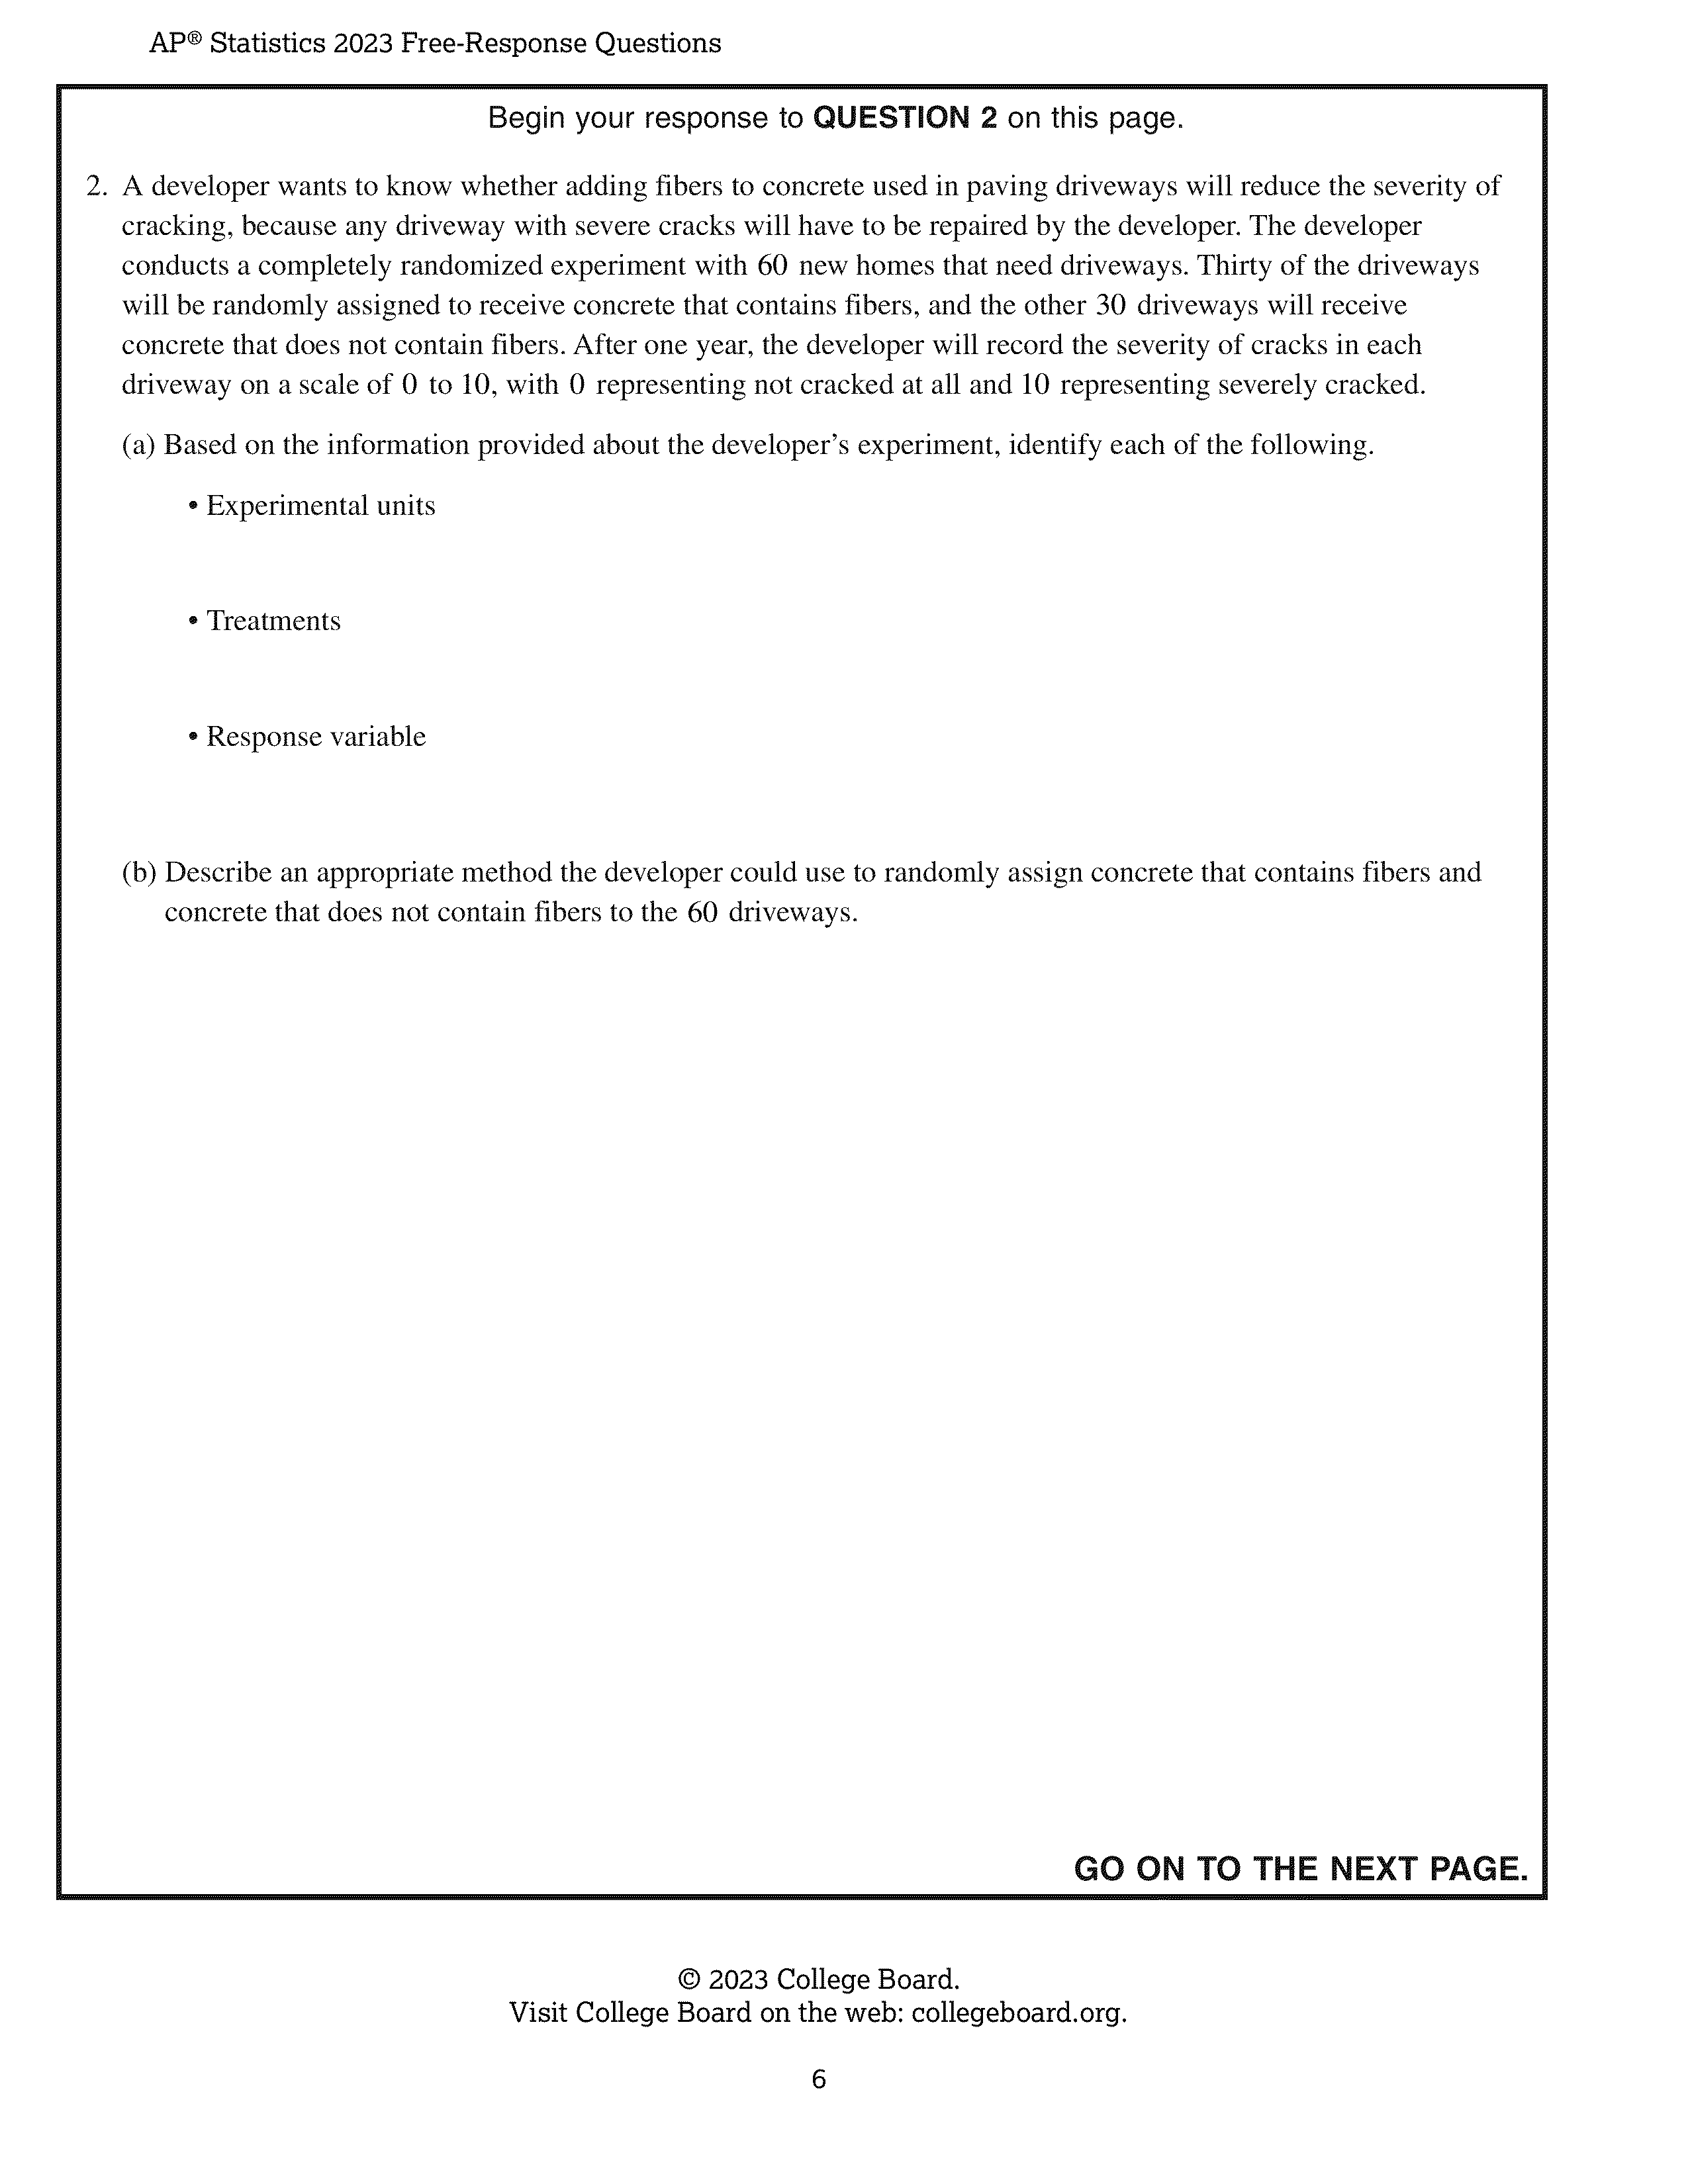 AP® Statistics 2023 Free-Response Questions
Begin your response to QUESTION 2 on this page.
2. A developer wants to know whether adding fibers to concrete used in paving driveways will reduce the severity of
cracking, because any driveway with severe cracks will have to be repaired by the developer. The developer
conducts a completely randomized experiment with 60 new homes that need driveways. Thirty of the driveways
will be randomly assigned to receive concrete that contains fibers, and the other 30 driveways will receive
concrete that does not contain fibers. After one year, the developer will record the severity of cracks in each
driveway on a scale of 0 to 10, with 0 representing not cracked at all and 10 representing severely cracked.
(a) Based on the information provided about the developer's experiment, identify each of the following.
• Experimental units
• Treatments
• Response variable
(b) Describe an appropriate method the developer could use to randomly assign concrete that contains fibers and
concrete that does not contain fibers to the 60 driveways.
GO ON TO THE NEXT PAGE.
© 2023 College Board.
Visit College Board on the web: collegeboard.org.
6